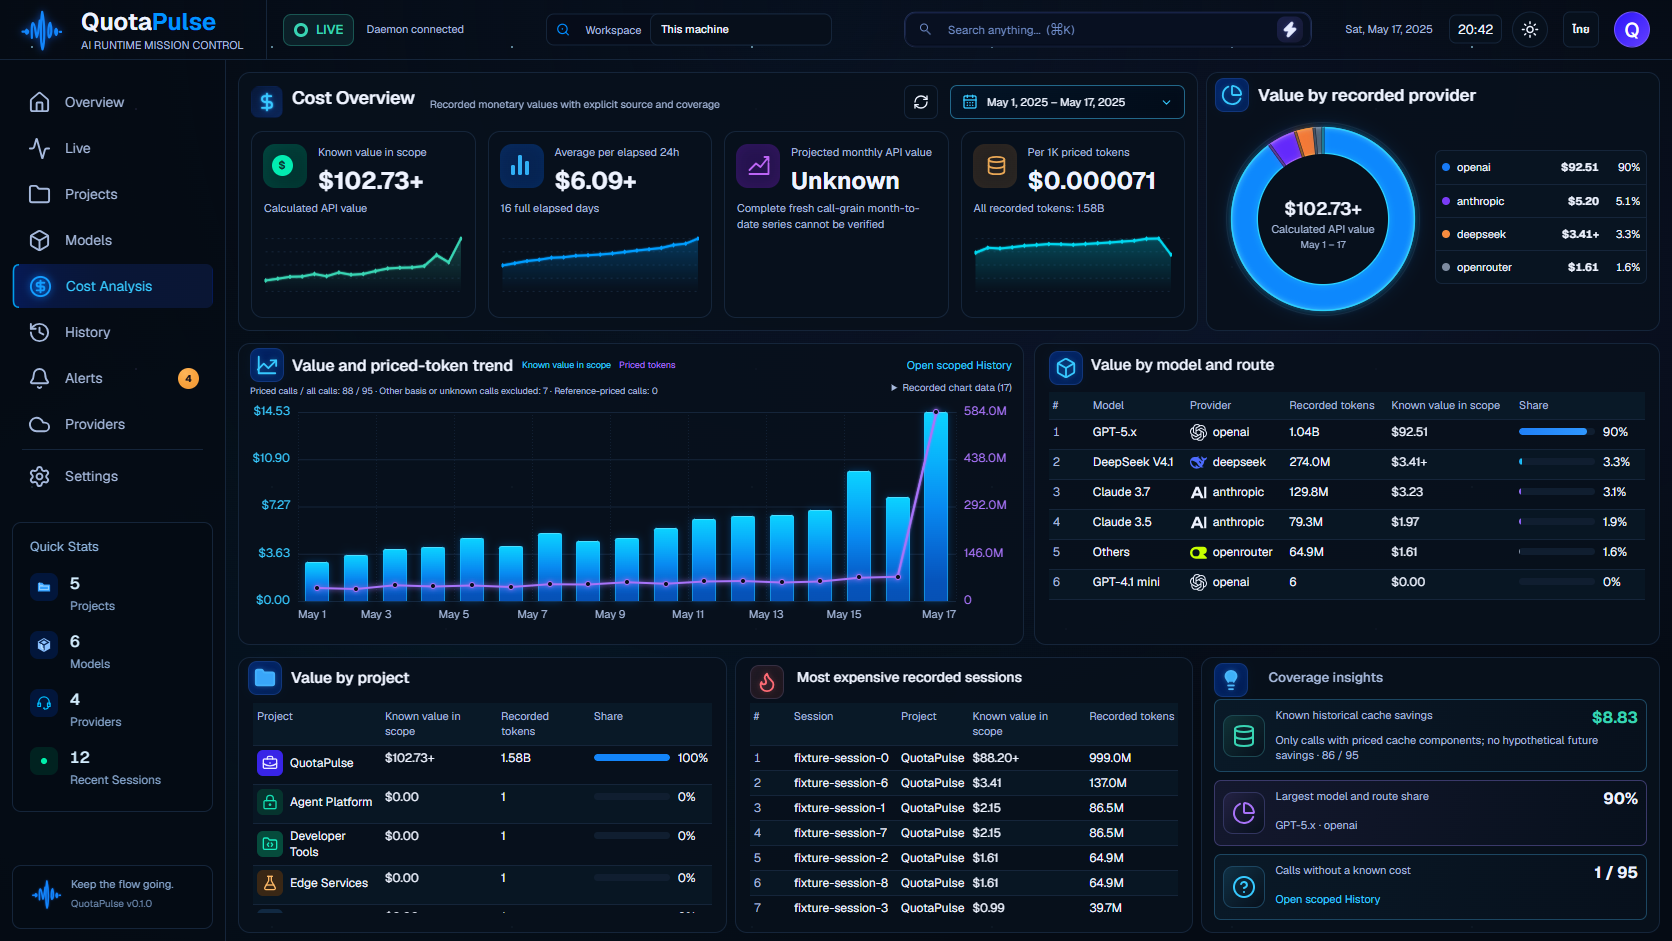 QuotaPulse
AI RUNTIME MISSION CONTROL
LIVE
Daemon connected
Workspace
This machine
Search anything... (⌘K)
Sat, May 17, 2025
20:42
ไทย
Q
Overview
Live
Projects
Models
Cost Analysis
History
Alerts
4
Providers
Settings
Quick Stats
5
Projects
6
Models
4
Providers
12
Recent Sessions
Keep the flow going.
QuotaPulse v0.1.0
Cost Overview
Recorded monetary values with explicit source and coverage
May 1, 2025 – May 17, 2025
Known value in scope
$102.73+
Calculated API value
Average per elapsed 24h
$6.09+
16 full elapsed days
Projected monthly API value
Unknown
Complete fresh call-grain month-to-
date series cannot be verified
Per 1K priced tokens
$0.000071
All recorded tokens: 1.58B
Value by recorded provider
$102.73+
Calculated API value
May 1 – 17
openai $92.51 90%
anthropic $5.20 5.1%
deepseek $3.41+ 3.3%
openrouter $1.61 1.6%
Value and priced-token trend
Known value in scope
Priced tokens
Open scoped History
Priced calls / all calls: 88 / 95 · Other basis or unknown calls excluded: 7 · Reference-priced calls: 0
▶ Recorded chart data (17)
$14.53
$10.90
$7.27
$3.63
$0.00
584.0M
438.0M
292.0M
146.0M
0
May 1 May 3 May 5 May 7 May 9 May 11 May 13 May 15 May 17
Value by model and route
# Model Provider Recorded tokens Known value in scope Share
1 GPT-5.x openai 1.04B $92.51 90%
2 DeepSeek V4.1 deepseek 274.0M $3.41+ 3.3%
3 Claude 3.7 AI anthropic 129.8M $3.23 3.1%
4 Claude 3.5 AI anthropic 79.3M $1.97 1.9%
5 Others openrouter 64.9M $1.61 1.6%
6 GPT-4.1 mini openai 6 $0.00 0%
Value by project
Project Known value in scope Recorded tokens Share
QuotaPulse $102.73+ 1.58B 100%
Agent Platform $0.00 1 0%
Developer Tools $0.00 1 0%
Edge Services $0.00 1 0%
Most expensive recorded sessions
# Session Project Known value in scope Recorded tokens
1 fixture-session-0 QuotaPulse $88.20+ 999.0M
2 fixture-session-6 QuotaPulse $3.41 137.0M
3 fixture-session-1 QuotaPulse $2.15 86.5M
4 fixture-session-7 QuotaPulse $2.15 86.5M
5 fixture-session-2 QuotaPulse $1.61 64.9M
6 fixture-session-8 QuotaPulse $1.61 64.9M
7 fixture-session-3 QuotaPulse $0.99 39.7M
Coverage insights
Known historical cache savings
$8.83
Only calls with priced cache components; no hypothetical future
savings · 86 / 95
Largest model and route share
90%
GPT-5.x · openai
Calls without a known cost
1 / 95
Open scoped History